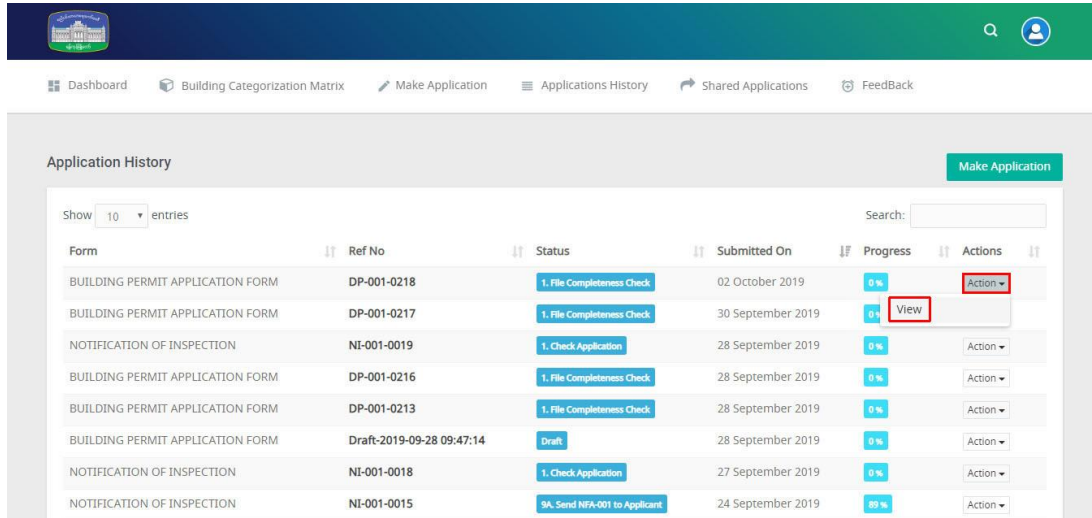 Dashboard Building Categorization Matrix Make Application Applications History Shared Applications FeedBack
Application History
Make Application
Show 10 entries Search:
Form Ref No Status Submitted On Progress Actions
BUILDING PERMIT APPLICATION FORM DP-001-0218 1. File Completeness Check 02 October 2019 0 % Action
BUILDING PERMIT APPLICATION FORM DP-001-0217 1. File Completeness Check 30 September 2019 View
NOTIFICATION OF INSPECTION NI-001-0019 1. Check Application 28 September 2019 0 % Action
BUILDING PERMIT APPLICATION FORM DP-001-0216 1. File Completeness Check 28 September 2019 0 % Action
BUILDING PERMIT APPLICATION FORM DP-001-0213 1. File Completeness Check 28 September 2019 0 % Action
BUILDING PERMIT APPLICATION FORM Draft-2019-09-28 09:47:14 Draft 28 September 2019 0 % Action
NOTIFICATION OF INSPECTION NI-001-0018 1. Check Application 27 September 2019 0 % Action
NOTIFICATION OF INSPECTION NI-001-0015 9A. Send NFA-001 to Applicant 24 September 2019 89 % Action